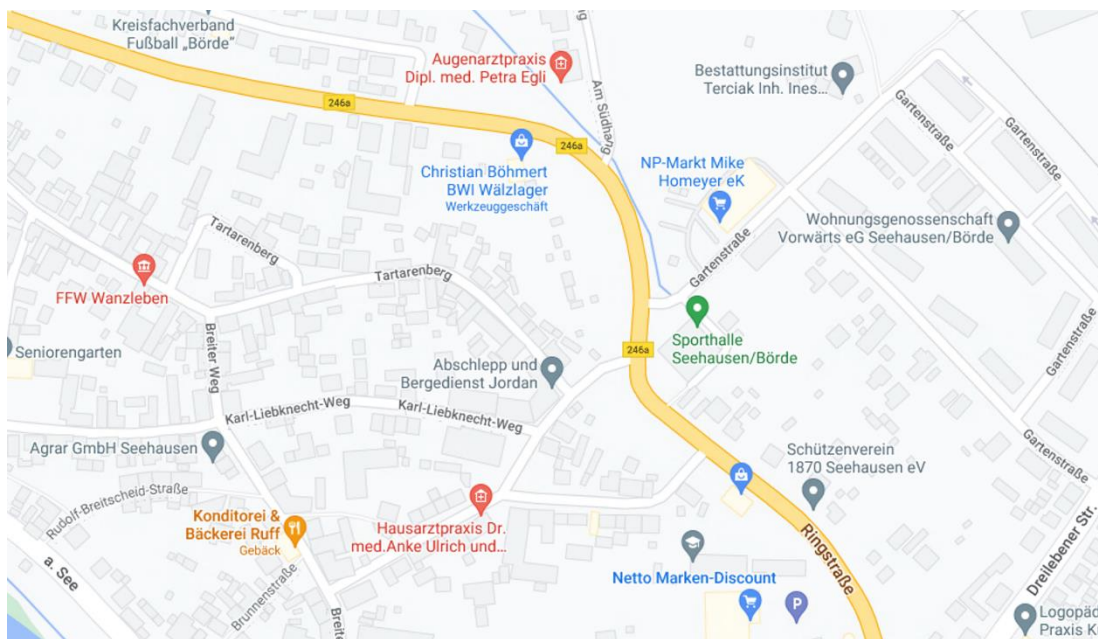 Kreisfachverband
Fußball „Börde"
Augenarztpraxis
Dipl. med. Petra Egli
Bestattungsinstitut
Terciak Inh. Ines...
Am Südhang
246a
246a
Gartenstraße
Gartenstraße
Christian Böhmert
BWI Wälzlager
Werkzeuggeschäft
NP-Markt Mike
Homeyer eK
Wohnungsgenossenschaft
Vorwärts eG Seehausen/Börde
Tartarenberg
Gartenstraße
Tartarenberg
FFW Wanzleben
Breiter Weg
Sporthalle
Seehausen/Börde
246a
Gartenstraße
Seniorengarten
Abschlepp und
Bergedienst Jordan
Karl-Liebknecht-Weg
Karl-Liebknecht-Weg
Agrar GmbH Seehausen
Gartenstraße
Schützenverein
1870 Seehausen eV
Rudolf-Breitscheid-Straße
Konditorei &
Bäckerei Ruff
Gebäck
Hausarztpraxis Dr.
med.Anke Ulrich und...
Ringstraße
Dreilebener Str.
a. See
Netto Marken-Discount
P
Brunnenstraße
Breite
Logopäd
Praxis K